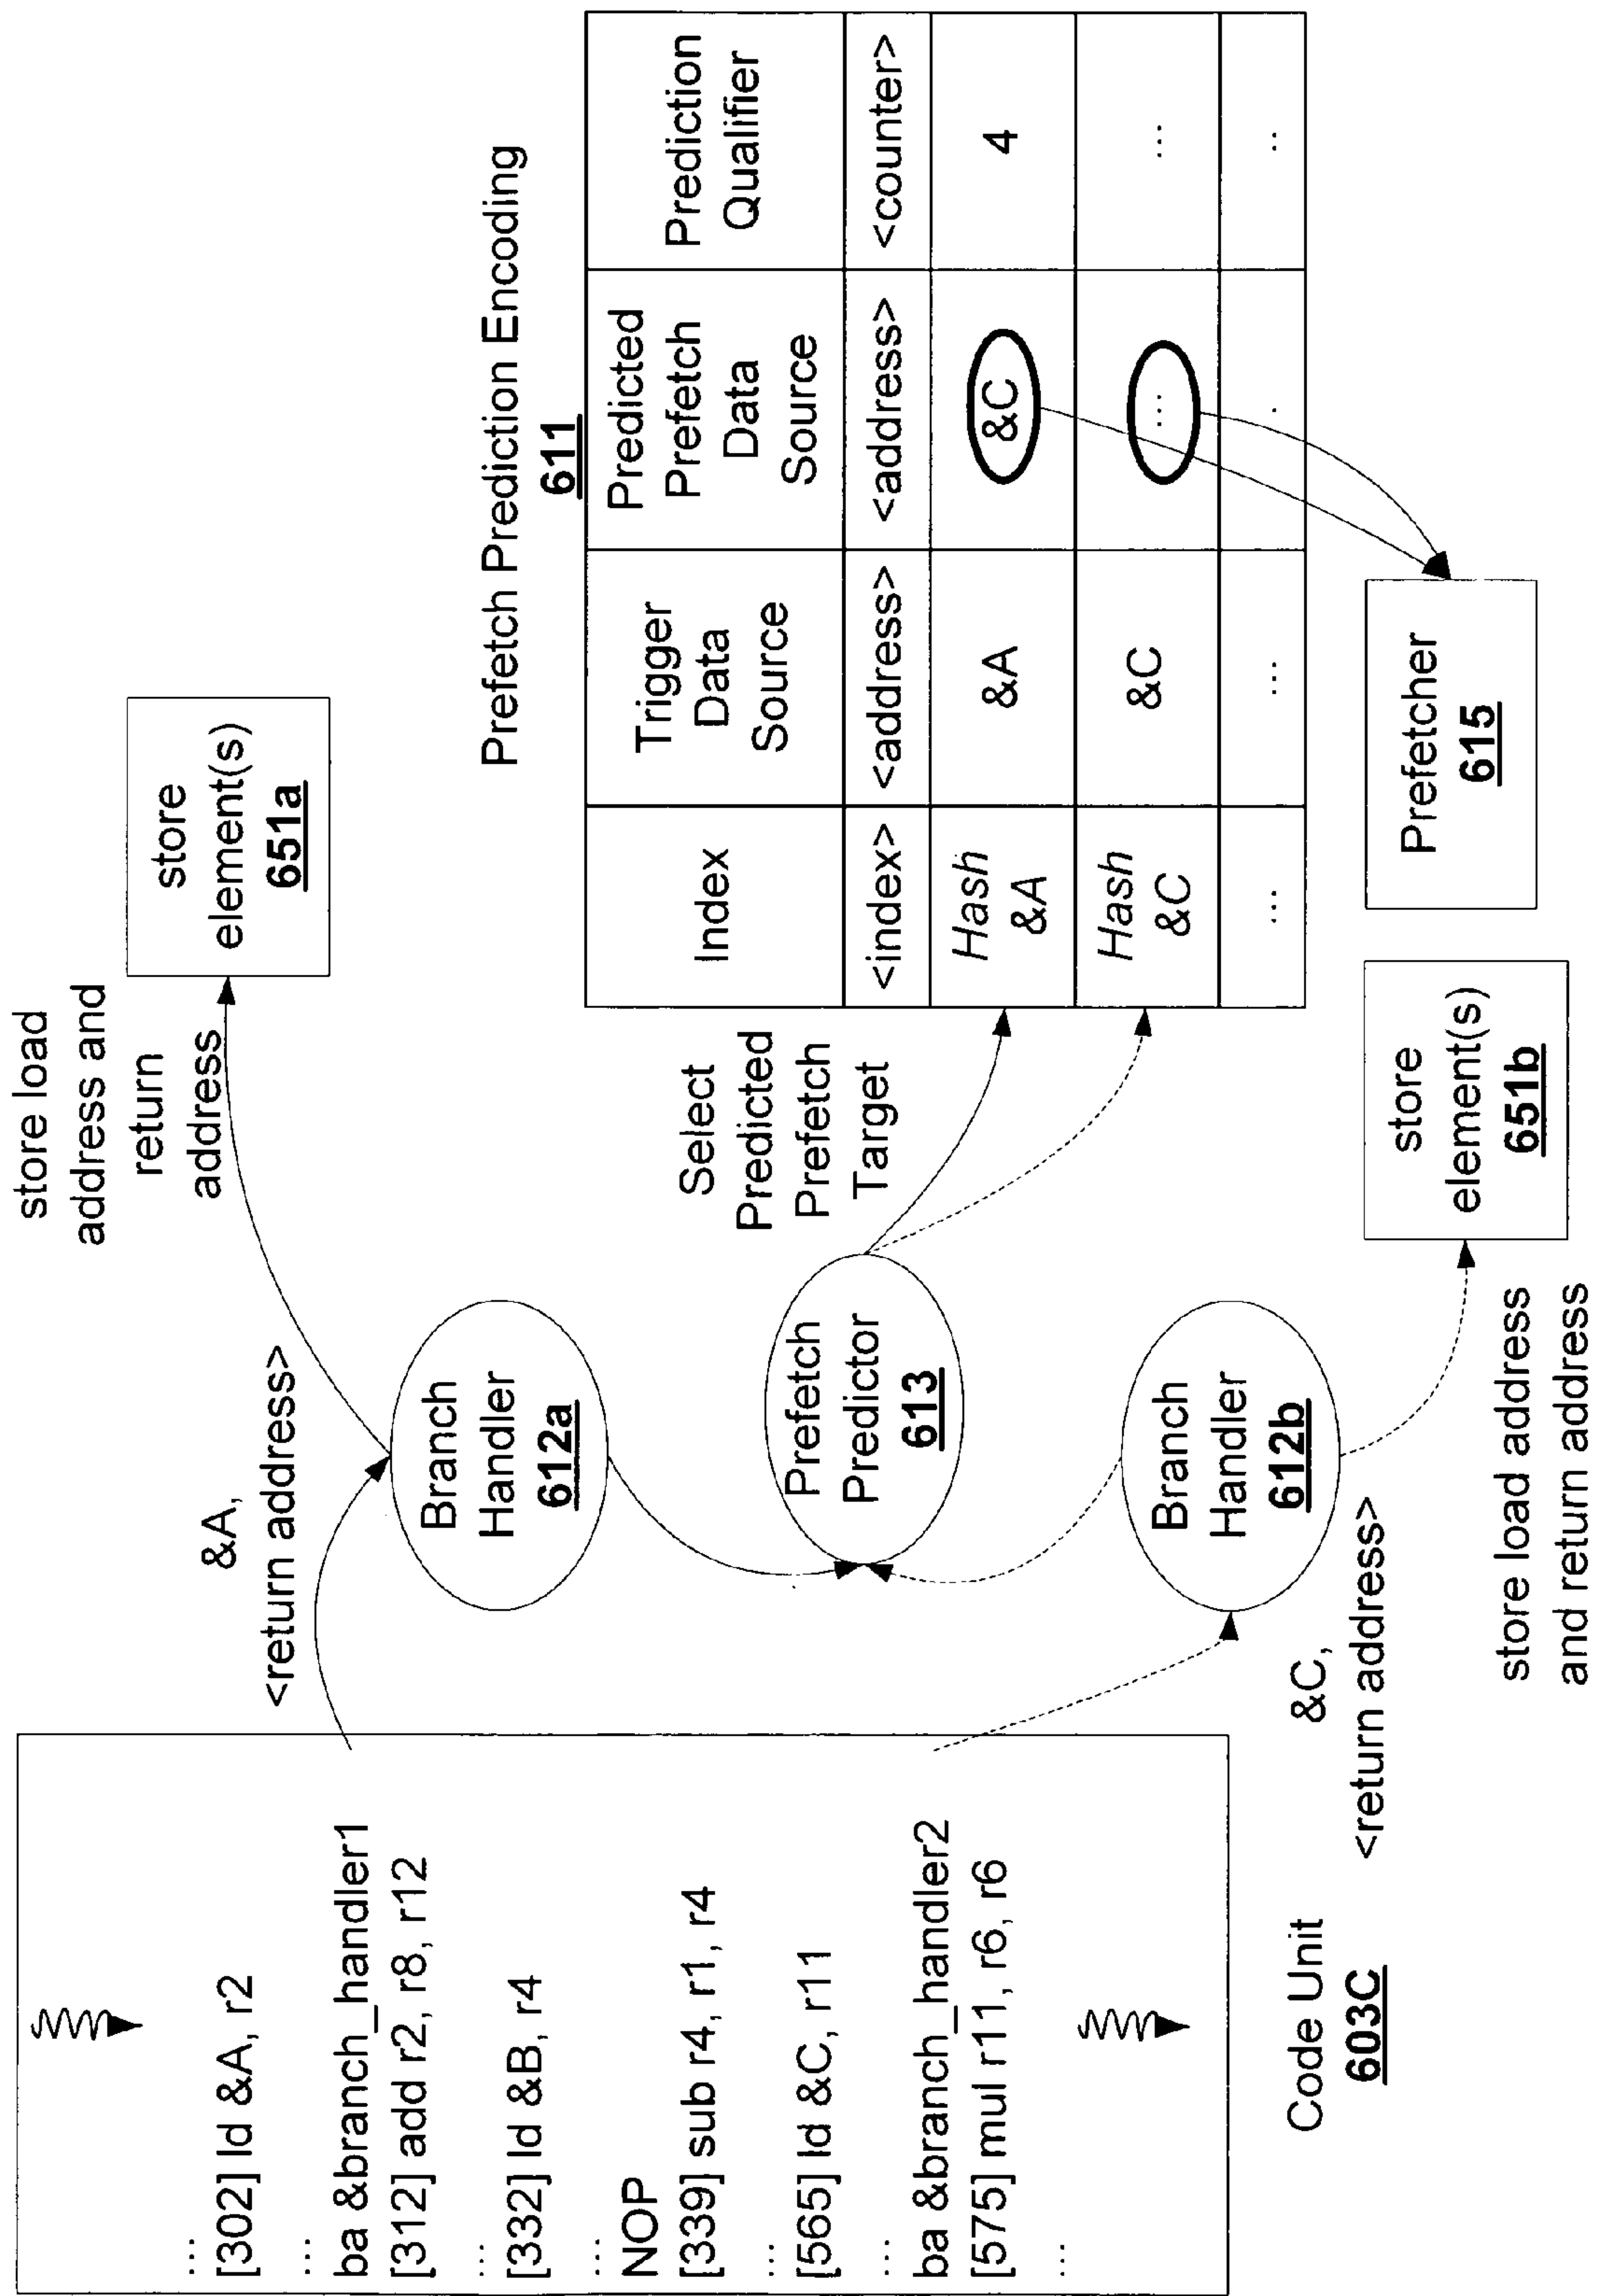 ...
[302] ld &A, r2
...
ba &branch_handler1
[312] add r2, r8, r12
...
[332] ld &B, r4
...
NOP
[339] sub r4, r1, r4
...
[565] ld &C, r11
...
ba &branch_handler2
[575] mul r11, r6, r6
...
Code Unit
603C
&A,
<return address>
Branch
Handler
612a
store load
address and
return
address
store
element(s)
651a
Prefetch
Predictor
613
Select
Predicted
Prefetch
Target
&C,
<return address>
Branch
Handler
612b
store load address
and return address
store
element(s)
651b
Prefetch Prediction Encoding
611
Index
Trigger
Data
Source
Predicted
Prefetch
Data
Source
Prediction
Qualifier
<index>
<address>
<address>
<counter>
Hash
&A
&A
&C
4
Hash
&C
&C
...
...
...
...
...
...
Prefetcher
615